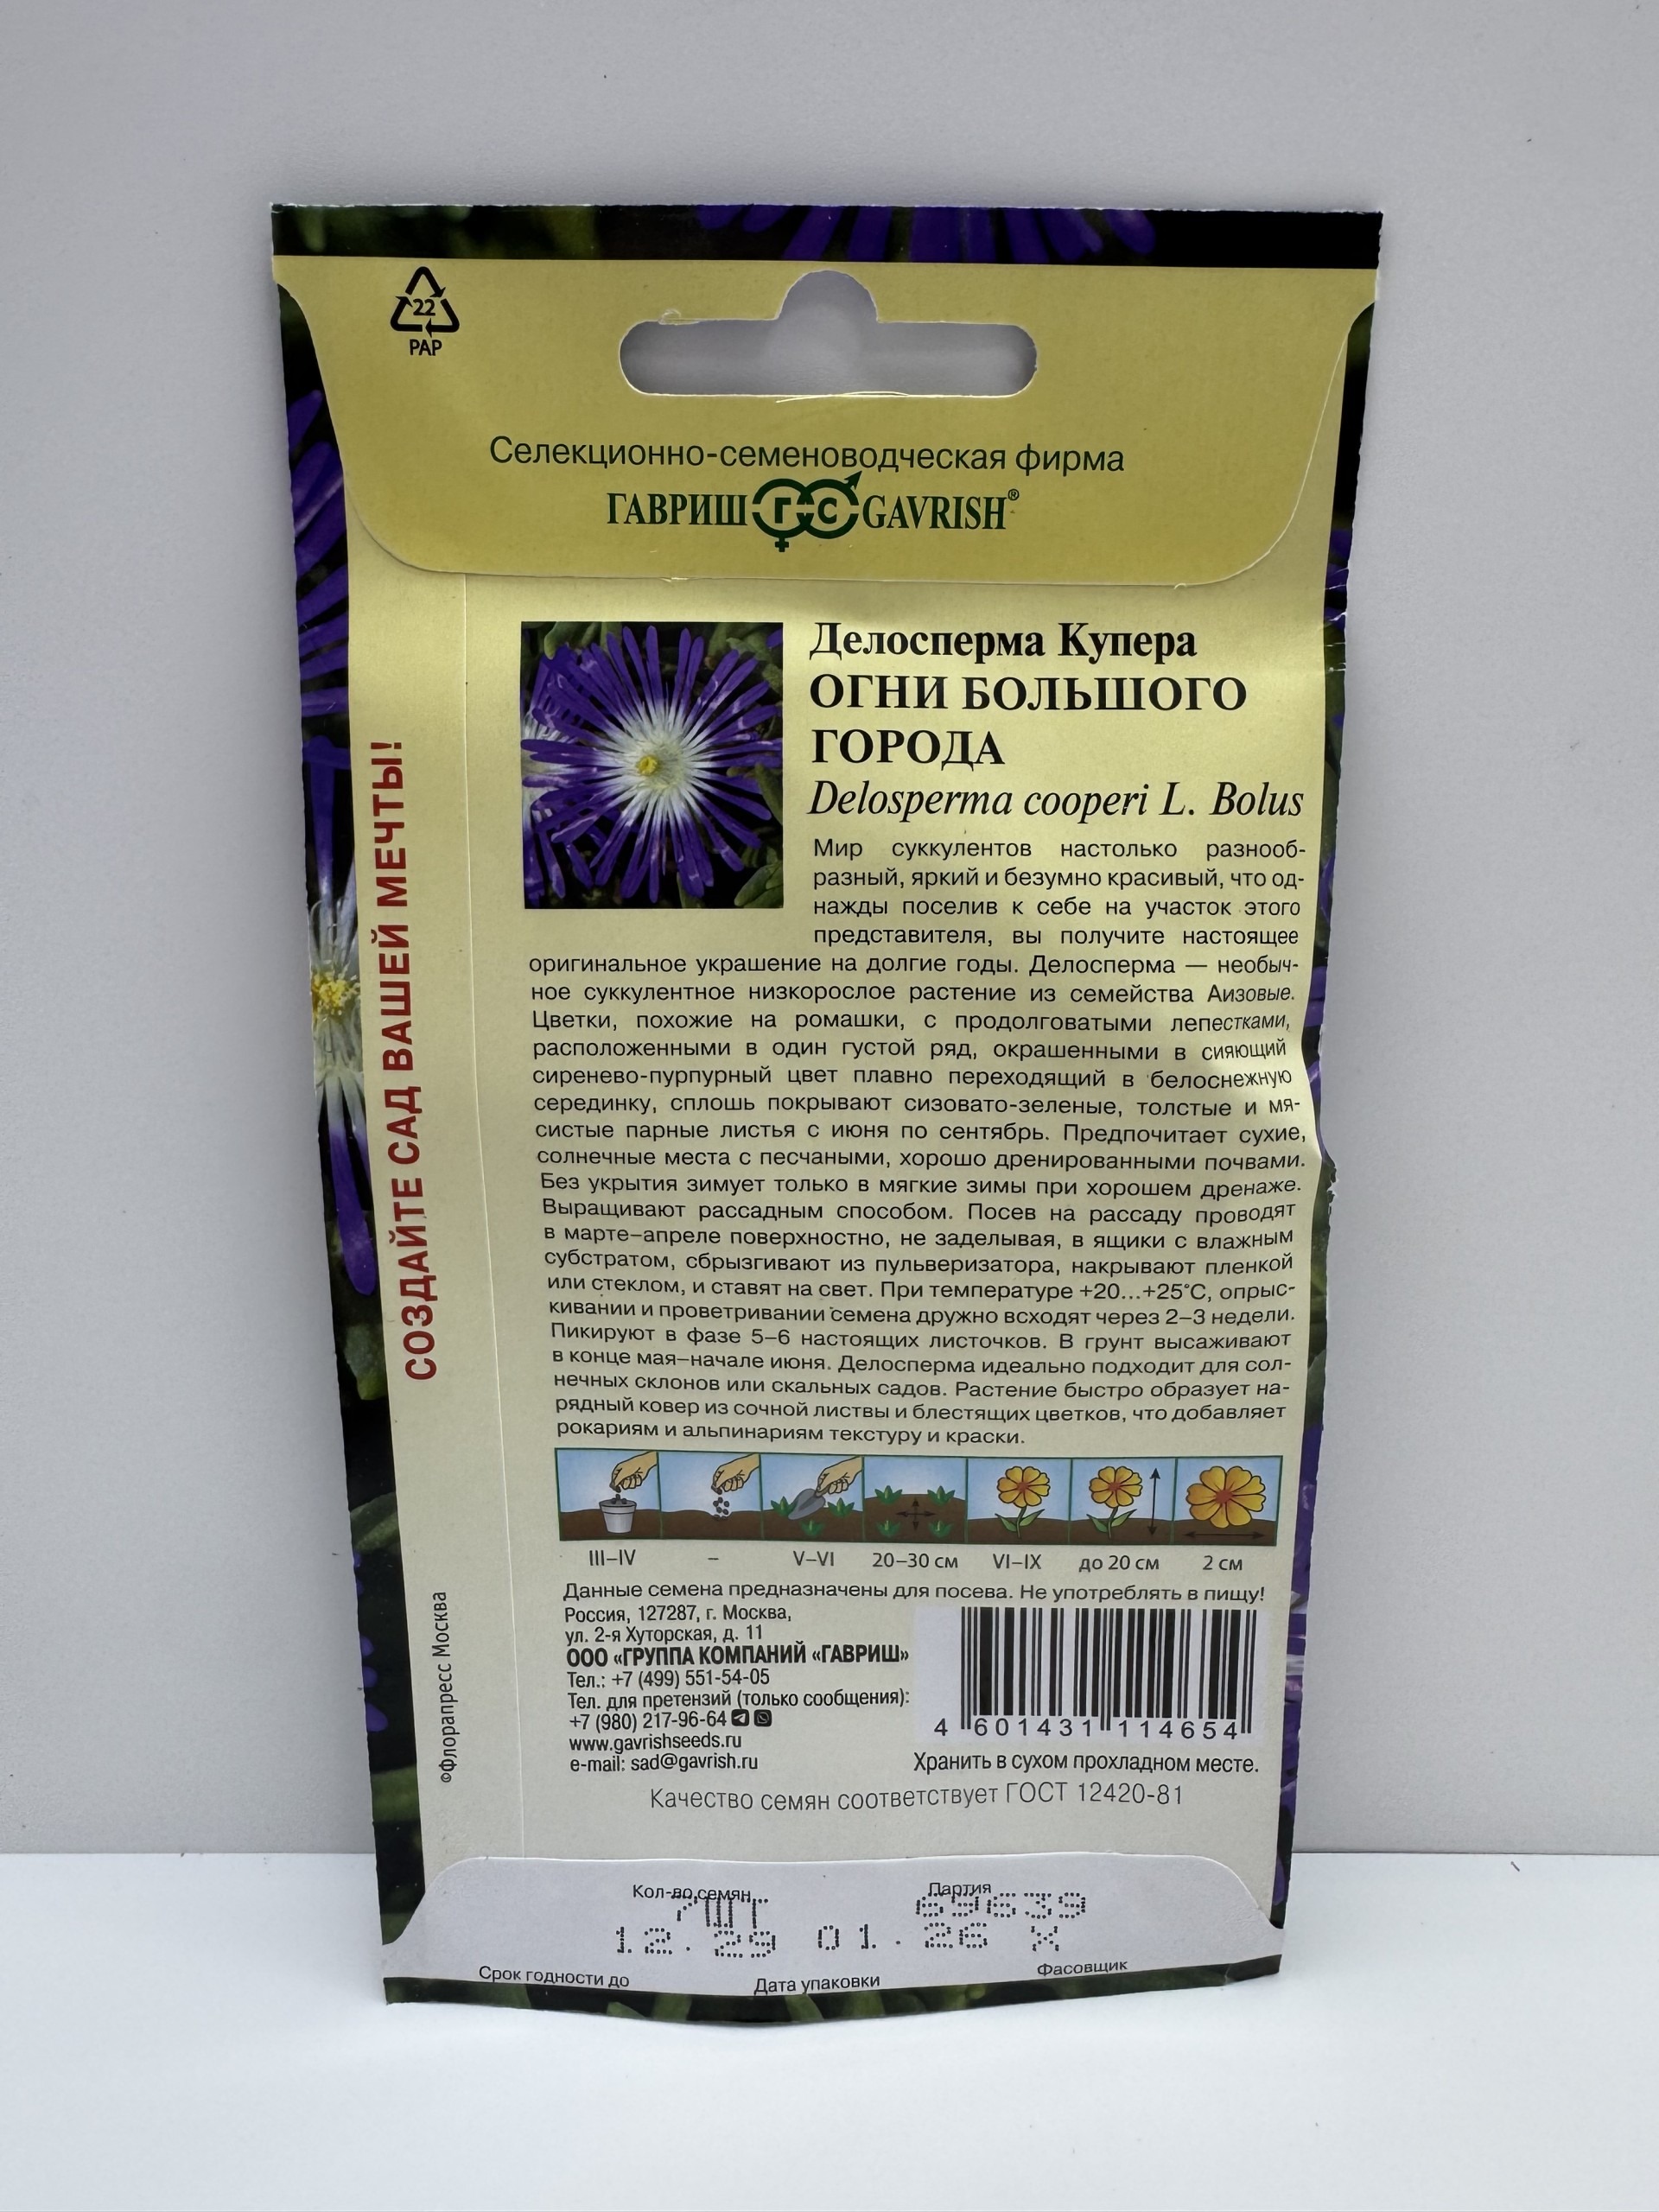 22
PAP
Селекционно-семеноводческая фирма
ГАВРИШ ГС GAVRISH®
СОЗДАЙТЕ САД ВАШЕЙ МЕЧТЫ!
©Флорапресс Москва
Делосперма Купера
ОГНИ БОЛЬШОГО
ГОРОДА
Delosperma cooperi L. Bolus
Мир суккулентов настолько разнооб-
разный, яркий и безумно красивый, что од-
нажды поселив к себе на участок этого
представителя, вы получите настоящее
оригинальное украшение на долгие годы. Делосперма — необыч-
ное суккулентное низкорослое растение из семейства Аизовые.
Цветки, похожие на ромашки, с продолговатыми лепестками,
расположенными в один густой ряд, окрашенными в сияющий
сиренево-пурпурный цвет плавно переходящий в белоснежную
серединку, сплошь покрывают сизовато-зеленые, толстые и мя-
систые парные листья с июня по сентябрь. Предпочитает сухие,
солнечные места с песчаными, хорошо дренированными почвами.
Без укрытия зимует только в мягкие зимы при хорошем дренаже.
Выращивают рассадным способом. Посев на рассаду проводят
в марте–апреле поверхностно, не заделывая, в ящики с влажным
субстратом, сбрызгивают из пульверизатора, накрывают пленкой
или стеклом, и ставят на свет. При температуре +20...+25°С, опрыс-
кивании и проветривании семена дружно всходят через 2–3 недели.
Пикируют в фазе 5–6 настоящих листочков. В грунт высаживают
в конце мая–начале июня. Делосперма идеально подходит для сол-
нечных склонов или скальных садов. Растение быстро образует на-
рядный ковер из сочной листвы и блестящих цветков, что добавляет
рокариям и альпинариям текстуру и краски.
III–IV – V–VI 20–30 см VI–IX до 20 см 2 см
Данные семена предназначены для посева. Не употреблять в пищу!
Россия, 127287, г. Москва,
ул. 2-я Хуторская, д. 11
ООО «ГРУППА КОМПАНИЙ «ГАВРИШ»
Тел.: +7 (499) 551-54-05
Тел. для претензий (только сообщения):
+7 (980) 217-96-64
www.gavrishseeds.ru
e-mail: sad@gavrish.ru
4 601431 114654
Хранить в сухом прохладном месте.
Качество семян соответствует ГОСТ 12420-81
Кол-во семян Партия
7ШТ 69639
12.29 01.26 X
Срок годности до Дата упаковки Фасовщик